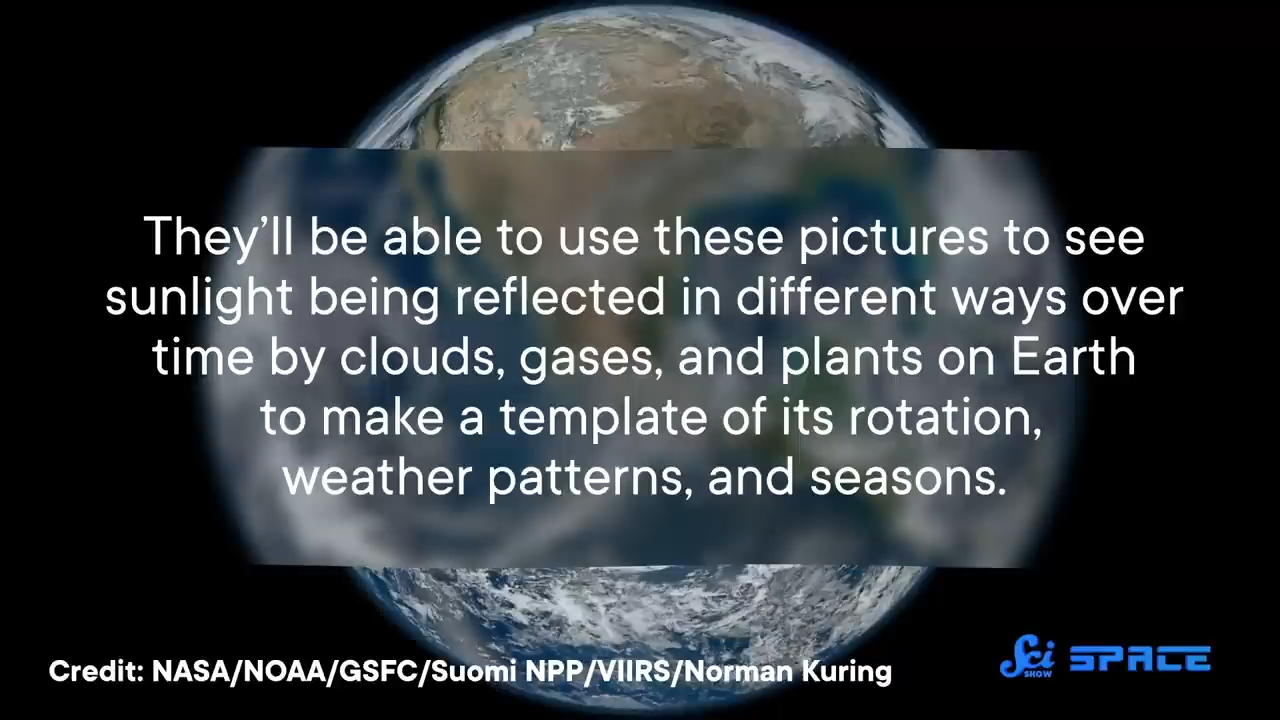 They’ll be able to use these pictures to see
sunlight being reflected in different ways over
time by clouds, gases, and plants on Earth
to make a template of its rotation,
weather patterns, and seasons.
Credit: NASA/NOAA/GSFC/Suomi NPP/VIIRS/Norman Kuring
Sci SHOW SPACE